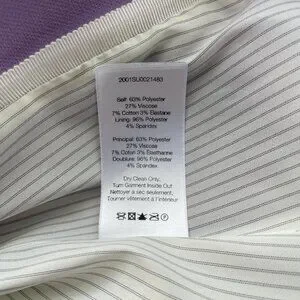 2001SU0021483
Self: 63% Polyester
27% Viscose
7% Cotton 3% Elastane
Lining: 96% Polyester
4% Spandex
Principal: 63% Polyester
27% Viscose
7% Coton 3% Élasthanne
Doublure: 96% Polyester
4% Spandex
Dry Clean Only,
Turn Garment Inside Out
Nettoyer à sec seulement,
Tourner vêtement à l'intérieur